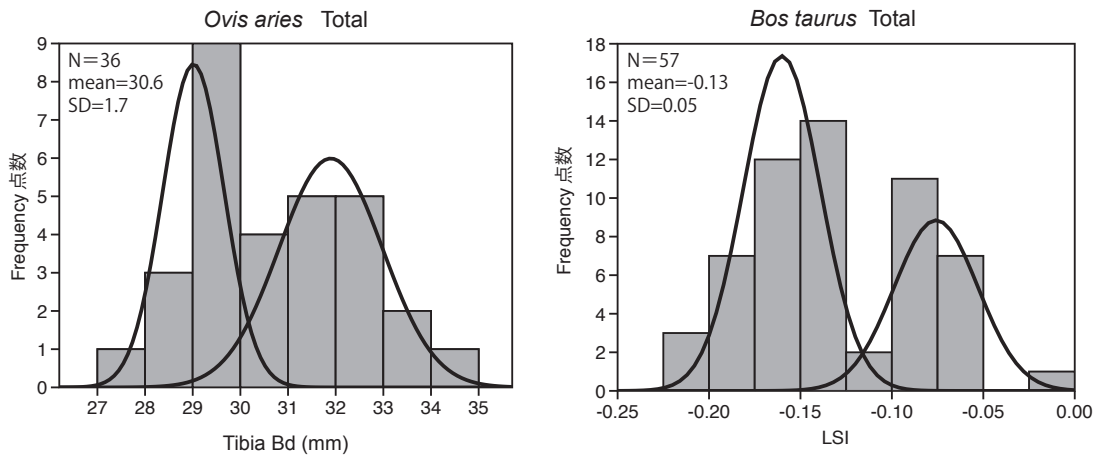 Ovis aries Total
N=36
mean=30.6
SD=1.7
9
8
7
6
5
4
3
2
1
0
Frequency 点数
27 28 29 30 31 32 33 34 35
Tibia Bd (mm)
Bos taurus Total
N=57
mean=-0.13
SD=0.05
18
16
14
12
10
8
6
4
2
0
Frequency 点数
-0.25 -0.20 -0.15 -0.10 -0.05 0.00
LSI